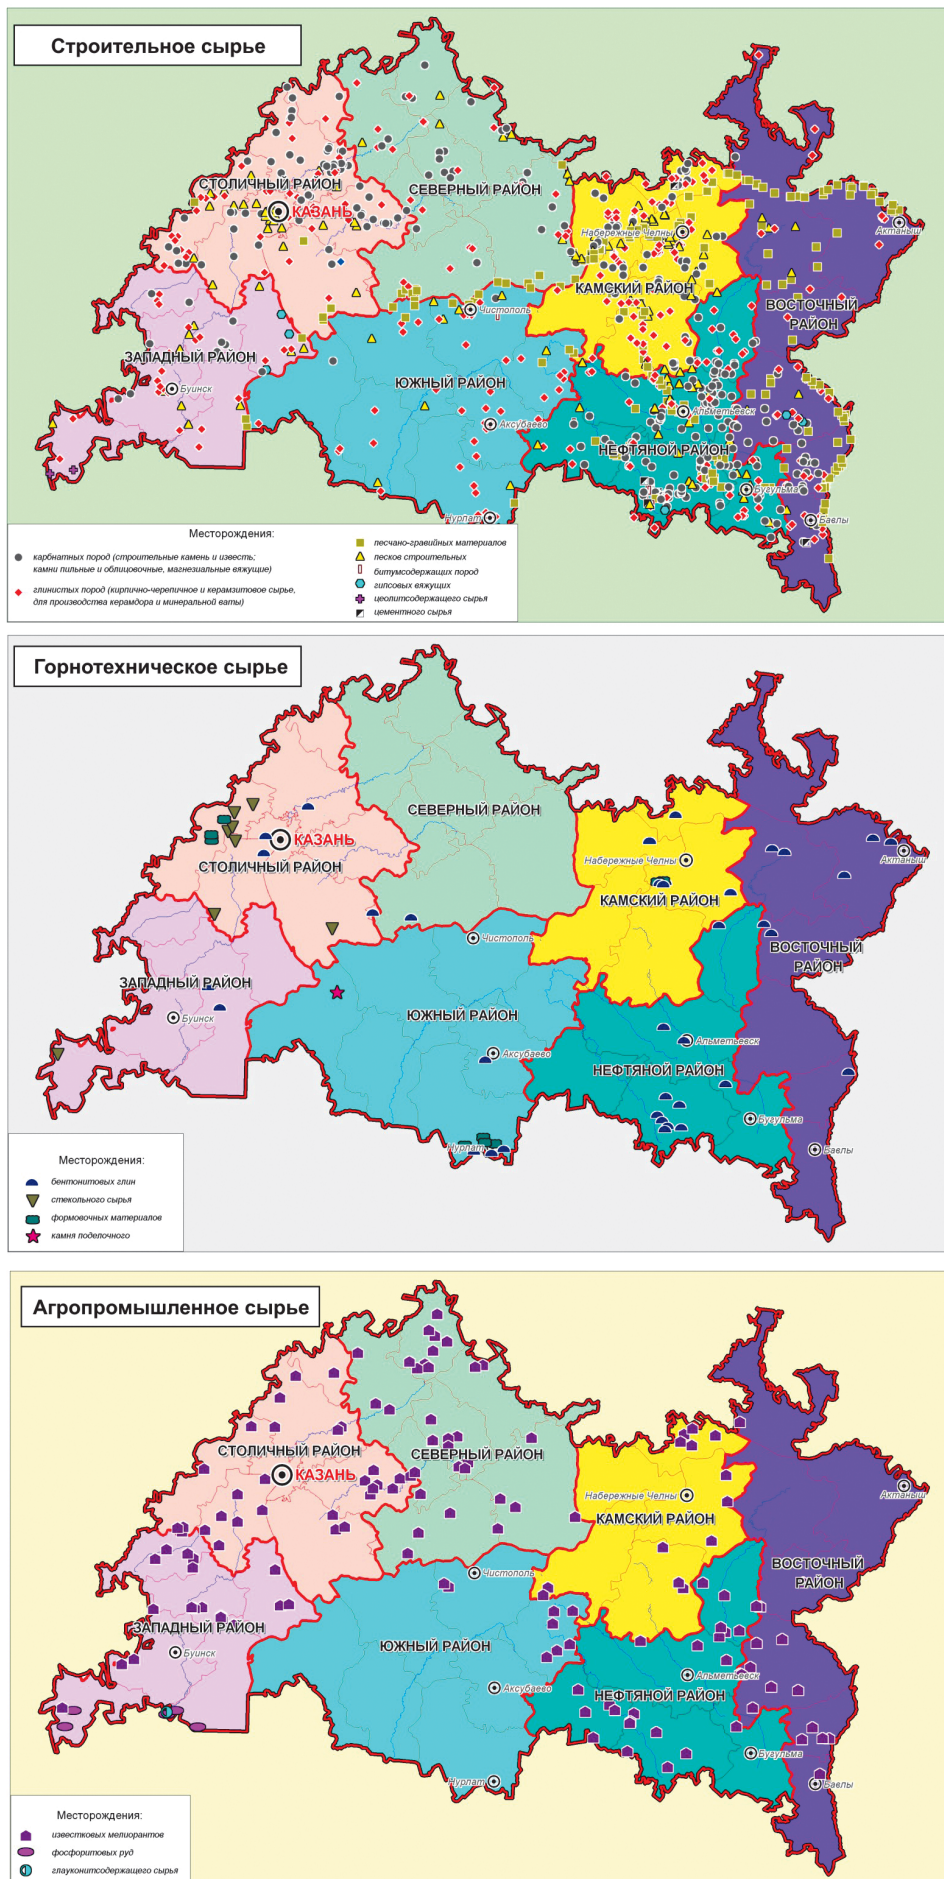 Строительное сырье
СТОЛИЧНЫЙ РАЙОН
КАЗАНЬ
СЕВЕРНЫЙ РАЙОН
Набережные Челны
Актаныш
КАМСКИЙ РАЙОН
ВОСТОЧНЫЙ
РАЙОН
Чистополь
ЗАПАДНЫЙ РАЙОН
Буинск
ЮЖНЫЙ РАЙОН
Аксубаево
Альметьевск
НЕФТЯНОЙ РАЙОН
Бугульма
Нурлат
Бавлы
Месторождения:
карбнатных пород (строительные камень и известь;
камни пильные и облицовочные, магнезиальные вяжущие)
глинистых пород (кирпично-черепичное и керамзитовое сырье,
для производства керамдора и минеральной ваты)
песчано-гравийных материалов
песков строительных
битумсодержащих пород
гипсовых вяжущих
цеолитсодержащего сырья
цементного сырья
Горнотехническое сырье
СЕВЕРНЫЙ РАЙОН
КАЗАНЬ
СТОЛИЧНЫЙ РАЙОН
Набережные Челны
Актаныш
КАМСКИЙ РАЙОН
Чистополь
ВОСТОЧНЫЙ
РАЙОН
ЗАПАДНЫЙ РАЙОН
Буинск
ЮЖНЫЙ РАЙОН
Аксубаево
Альметьевск
НЕФТЯНОЙ РАЙОН
Бугульма
Нурлат
Бавлы
Месторождения:
бентонитовых глин
стекольного сырья
формовочных материалов
камня поделочного
Агропромышленное сырье
СТОЛИЧНЫЙ РАЙОН
СЕВЕРНЫЙ РАЙОН
КАЗАНЬ
Актаныш
Набережные Челны
КАМСКИЙ РАЙОН
Чистополь
ВОСТОЧНЫЙ
РАЙОН
ЗАПАДНЫЙ РАЙОН
Буинск
ЮЖНЫЙ РАЙОН
Альметьевск
Аксубаево
НЕФТЯНОЙ РАЙОН
Бугульма
Нурлат
Бавлы
Месторождения:
известковых мелиорантов
фосфоритовых руд
глауконитсодержащего сырья